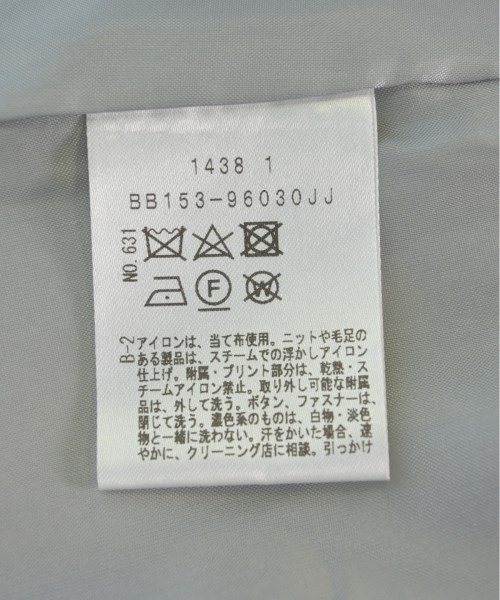 1438 1
BB153-96030JJ
NO.631
F
W
B-2
アイロンは、当て布使用。ニットや毛足の
ある製品は、スチームでの浮かしアイロン
仕上げ。附属・プリント部分は、乾熱・ス
チームアイロン禁止。取り外し可能な附属
品は、外して洗う。ボタン、ファスナーは、
閉じて洗う。濃色系のものは、白物・淡色
物と一緒に洗わない。汗をかいた場合、速
やかに、クリーニング店に相談。引っかけ